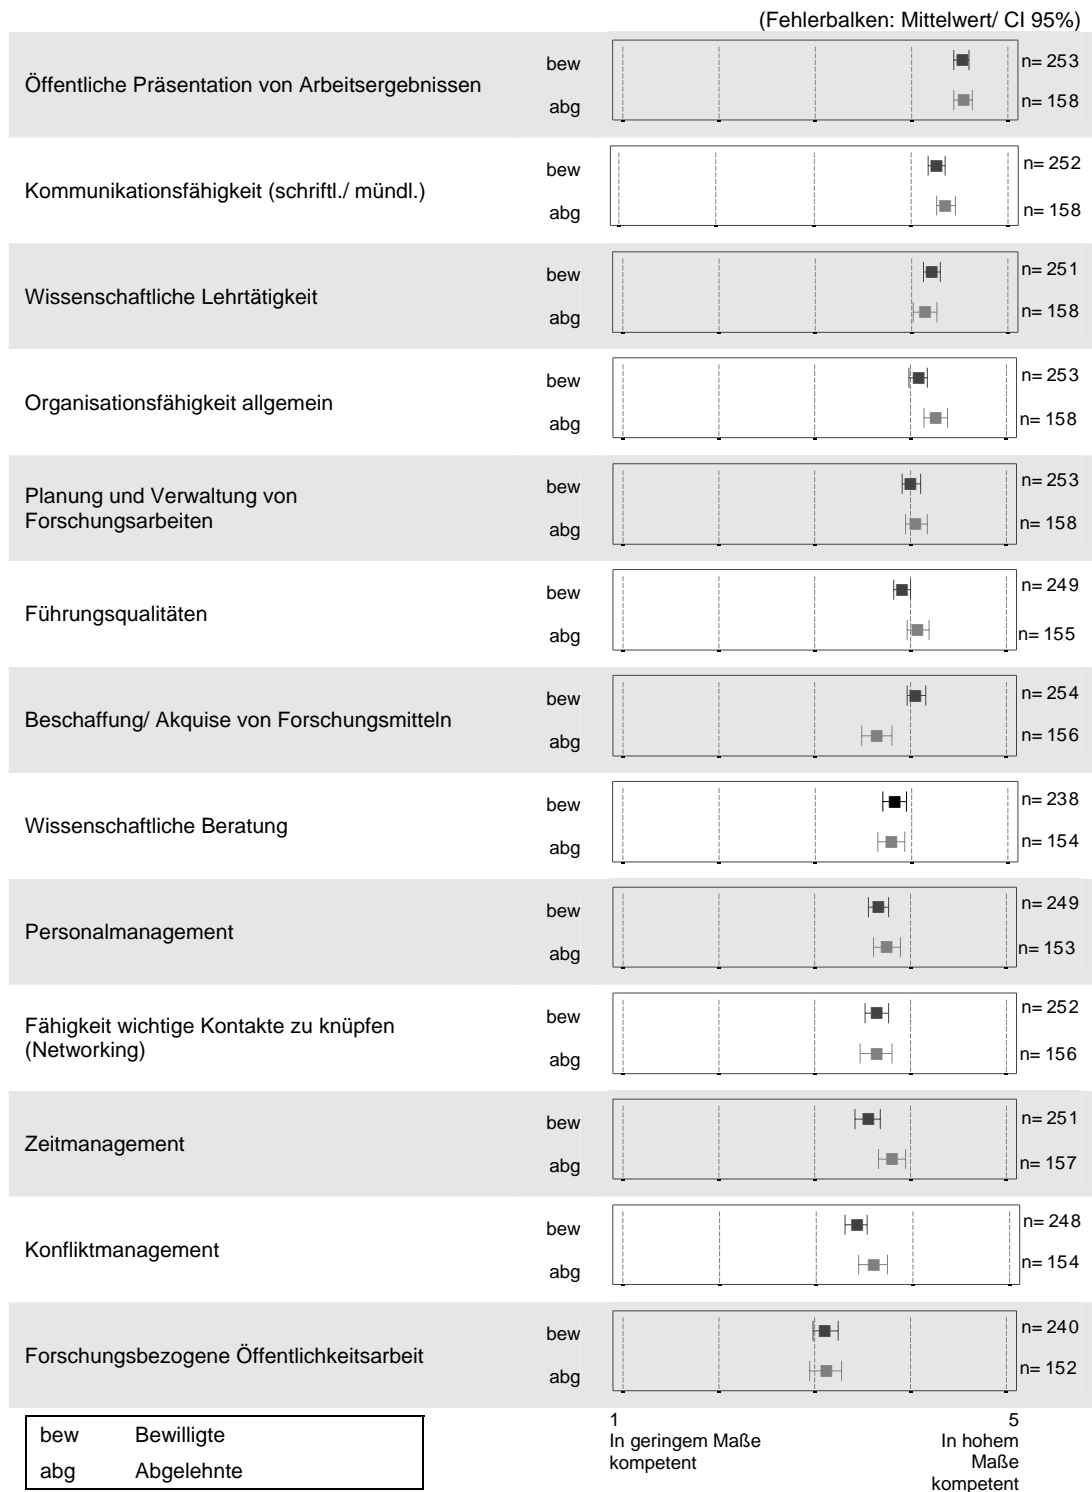 (Fehlerbalken: Mittelwert/ CI 95%)
Öffentliche Präsentation von Arbeitsergebnissen
bew
n= 253
abg
n= 158
Kommunikationsfähigkeit (schriftl./ mündl.)
bew
n= 252
abg
n= 158
Wissenschaftliche Lehrtätigkeit
bew
n= 251
abg
n= 158
Organisationsfähigkeit allgemein
bew
n= 253
abg
n= 158
Planung und Verwaltung von
Forschungsarbeiten
bew
n= 253
abg
n= 158
Führungsqualitäten
bew
n= 249
abg
n= 155
Beschaffung/ Akquise von Forschungsmitteln
bew
n= 254
abg
n= 156
Wissenschaftliche Beratung
bew
n= 238
abg
n= 154
Personalmanagement
bew
n= 249
abg
n= 153
Fähigkeit wichtige Kontakte zu knüpfen
(Networking)
bew
n= 252
abg
n= 156
Zeitmanagement
bew
n= 251
abg
n= 157
Konfliktmanagement
bew
n= 248
abg
n= 154
Forschungsbezogene Öffentlichkeitsarbeit
bew
n= 240
abg
n= 152
bew Bewilligte
abg Abgelehnte
1
In geringem Maße
kompetent
5
In hohem
Maße
kompetent